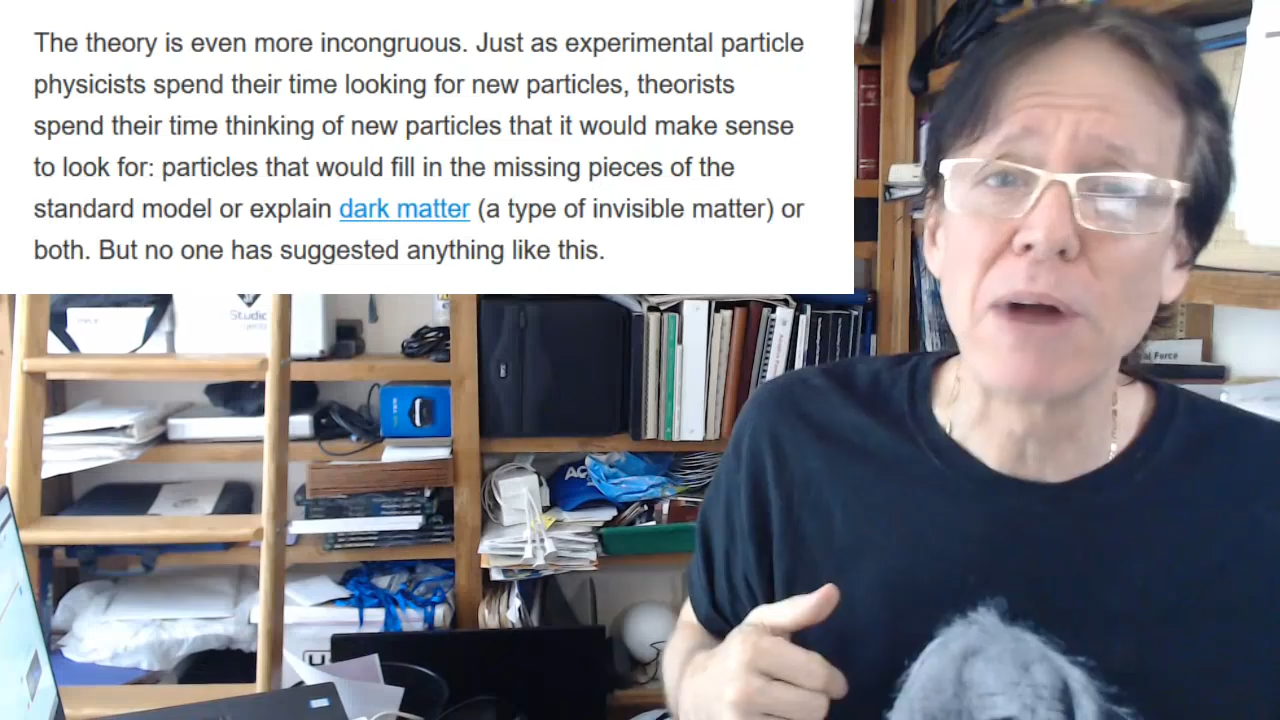 The theory is even more incongruous. Just as experimental particle
physicists spend their time looking for new particles, theorists
spend their time thinking of new particles that it would make sense
to look for: particles that would fill in the missing pieces of the
standard model or explain dark matter (a type of invisible matter) or
both. But no one has suggested anything like this.
Studio
Force